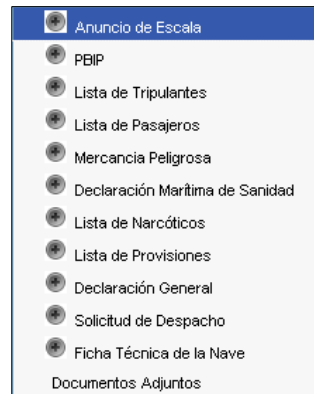 Anuncio de Escala
PBIP
Lista de Tripulantes
Lista de Pasajeros
Mercancia Peligrosa
Declaración Marítima de Sanidad
Lista de Narcóticos
Lista de Provisiones
Declaración General
Solicitud de Despacho
Ficha Técnica de la Nave
Documentos Adjuntos